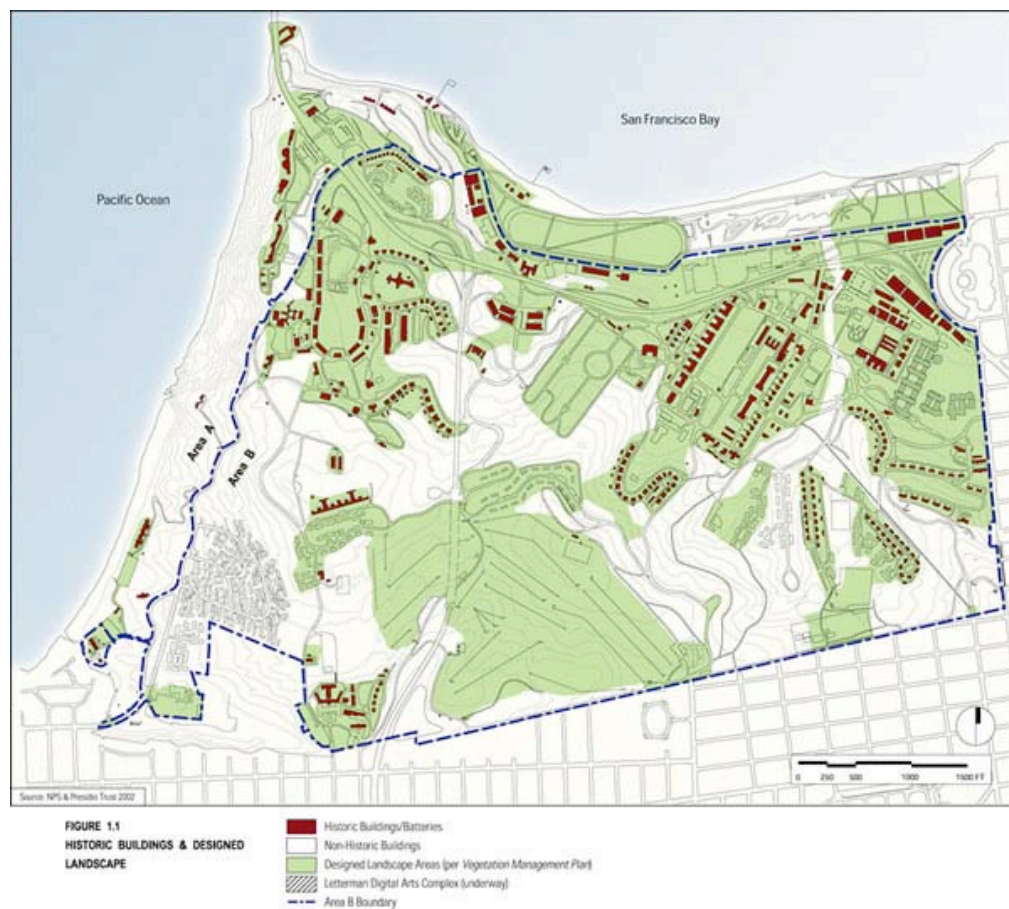 San Francisco Bay
Pacific Ocean
Area A
Area B
0 250 500 1000 1500 FT
Source: NPS & Presidio Trust 2002
FIGURE 1.1
HISTORIC BUILDINGS & DESIGNED
LANDSCAPE
Historic Buildings/Batteries
Non-Historic Buildings
Designed Landscape Areas (per Vegetation Management Plan)
Letterman Digital Arts Complex (underway)
Area B Boundary